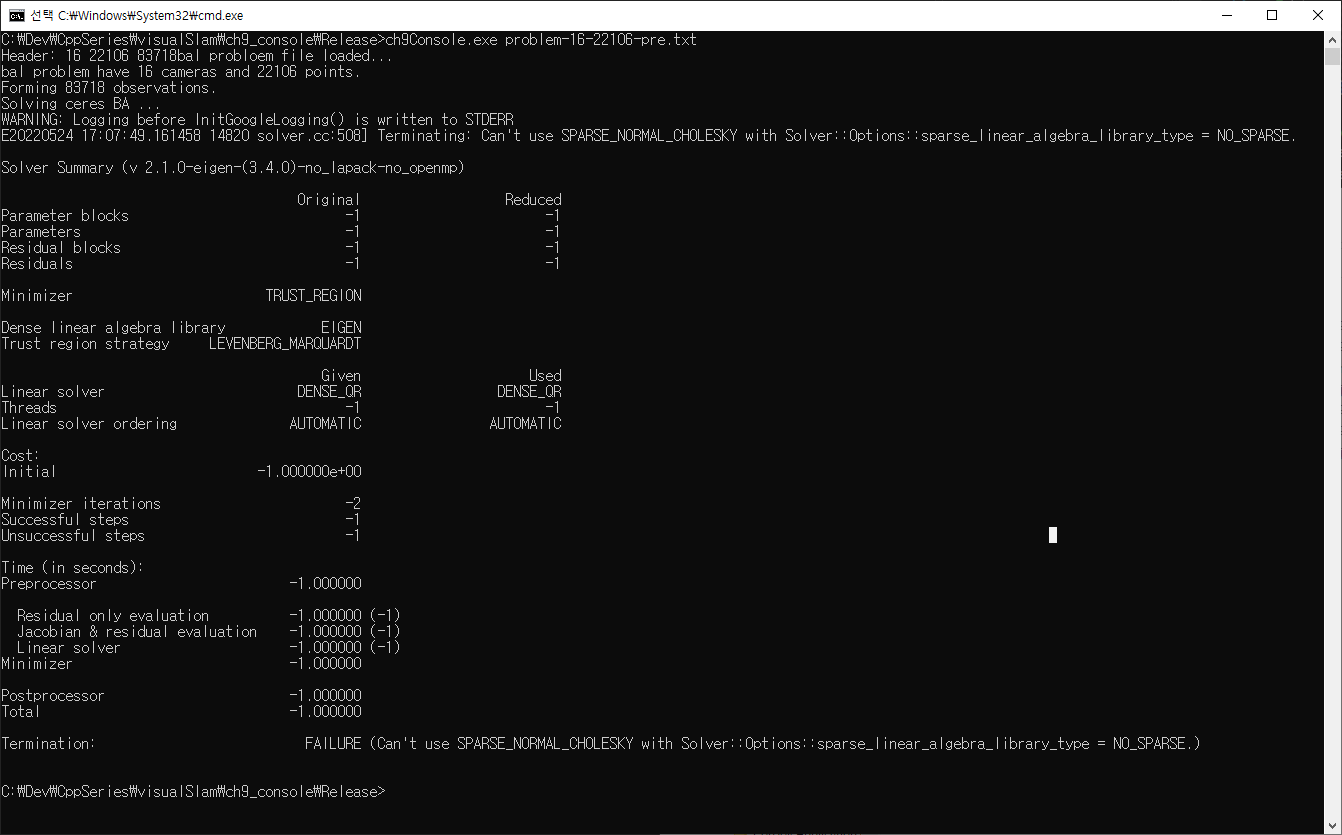 선택 C:₩Windows₩System32₩cmd.exe
C:₩Dev₩CppSeries₩visualSlam₩ch9_console₩Release>ch9Console.exe problem-16-22106-pre.txt
Header: 16 22106 83718bal probloem file loaded...
bal problem have 16 cameras and 22106 points.
Forming 83718 observations.
Solving ceres BA ...
WARNING: Logging before InitGoogleLogging() is written to STDERR
E20220524 17:07:49.161458 14820 solver.cc:508] Terminating: Can't use SPARSE_NORMAL_CHOLESKY with Solver::Options::sparse_linear_algebra_library_type = NO_SPARSE.
Solver Summary (v 2.1.0-eigen-(3.4.0)-no_lapack-no_openmp)
Original Reduced
Parameter blocks -1 -1
Parameters -1 -1
Residual blocks -1 -1
Residuals -1 -1
Minimizer TRUST_REGION
Dense linear algebra library EIGEN
Trust region strategy LEVENBERG_MARQUARDT
Given Used
Linear solver DENSE_QR DENSE_QR
Threads -1 -1
Linear solver ordering AUTOMATIC AUTOMATIC
Cost:
Initial -1.000000e+00
Minimizer iterations -2
Successful steps -1
Unsuccessful steps -1
Time (in seconds):
Preprocessor -1.000000
Residual only evaluation -1.000000 (-1)
Jacobian & residual evaluation -1.000000 (-1)
Linear solver -1.000000 (-1)
Minimizer -1.000000
Postprocessor -1.000000
Total -1.000000
Termination: FAILURE (Can't use SPARSE_NORMAL_CHOLESKY with Solver::Options::sparse_linear_algebra_library_type = NO_SPARSE.)
C:₩Dev₩CppSeries₩visualSlam₩ch9_console₩Release>